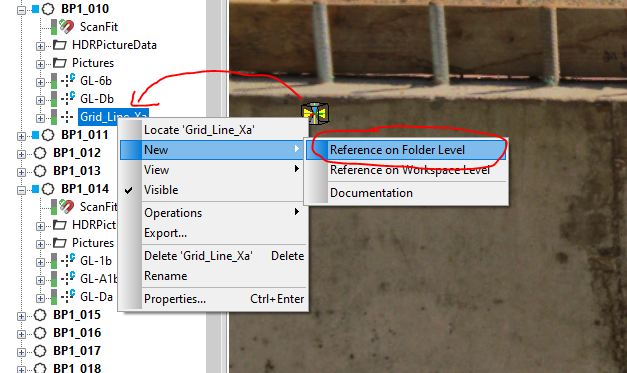 BP1_010
ScanFit
HDRPictureData
Pictures
GL-6b
GL-Db
Grid_Line_Xa
BP1_011
BP1_012
BP1_013
BP1_014
ScanFit
HDRPict
Pictures
GL-1b
GL-A1b
GL-Da
BP1_015
BP1_016
BP1_017
BP1_018
Locate 'Grid_Line_Xa'
New
View
Visible
Operations
Export...
Delete 'Grid_Line_Xa' Delete
Rename
Properties... Ctrl+Enter
Reference on Folder Level
Reference on Workspace Level
Documentation